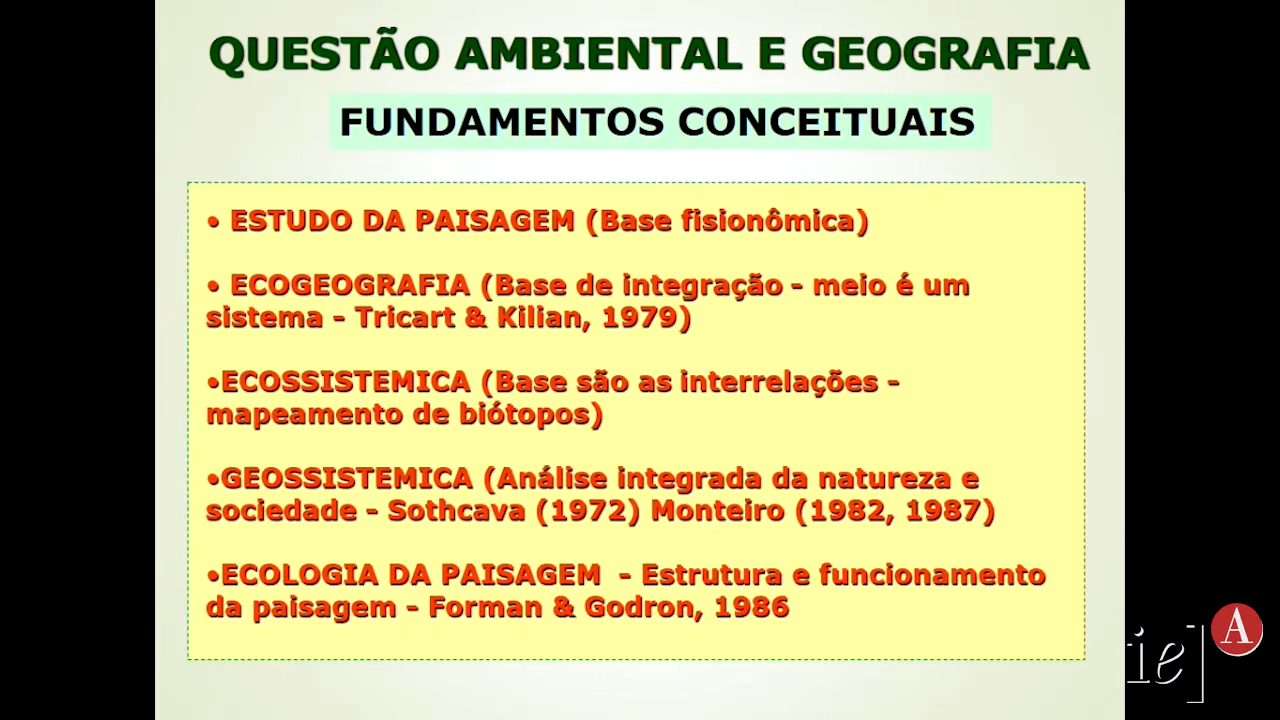 QUESTÃO AMBIENTAL E GEOGRAFIA
FUNDAMENTOS CONCEITUAIS
• ESTUDO DA PAISAGEM (Base fisionômica)
• ECOGEOGRAFIA (Base de integração - meio é um
sistema - Tricart & Kilian, 1979)
•ECOSSISTEMICA (Base são as interrelações -
mapeamento de biótopos)
•GEOSSISTEMICA (Análise integrada da natureza e
sociedade - Sothcava (1972) Monteiro (1982, 1987)
•ECOLOGIA DA PAISAGEM - Estrutura e funcionamento
da paisagem - Forman & Godron, 1986
ie]
A